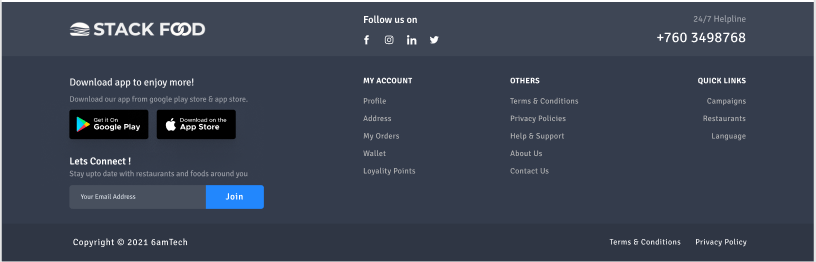 STACK FOOD
Follow us on
24/7 Helpline
+760 3498768
Download app to enjoy more!
Download our app from google play store & app store.
Get it On
Google Play
Download on the
App Store
Lets Connect !
Stay upto date with restaurants and foods around you
Your Email Address
Join
MY ACCOUNT
Profile
Address
My Orders
Wallet
Loyality Points
OTHERS
Terms & Conditions
Privacy Policies
Help & Support
About Us
Contact Us
QUICK LINKS
Campaigns
Restaurants
Language
Copyright © 2021 6amTech
Terms & Conditions
Privacy Policy